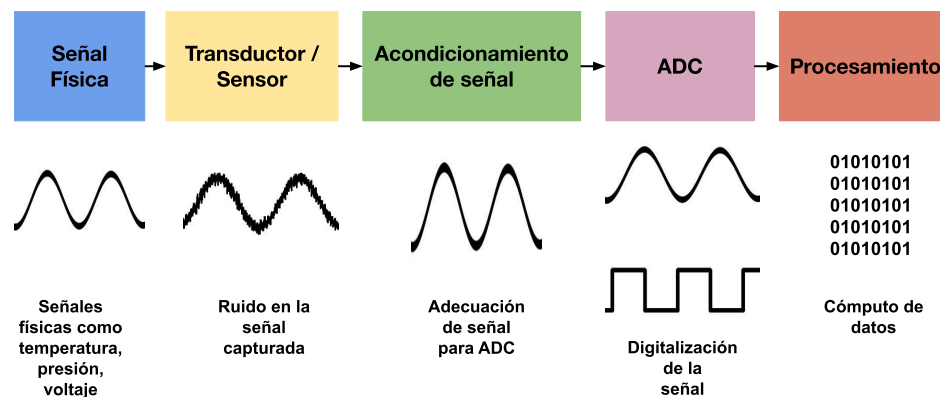 Señal
Física
Transductor /
Sensor
Acondicionamiento
de señal
ADC
Procesamiento
01010101
01010101
01010101
01010101
01010101
Señales
físicas como
temperatura,
presión,
voltaje
Ruido en la
señal
capturada
Adecuación
de señal
para ADC
Digitalización
de la
señal
Cómputo de
datos